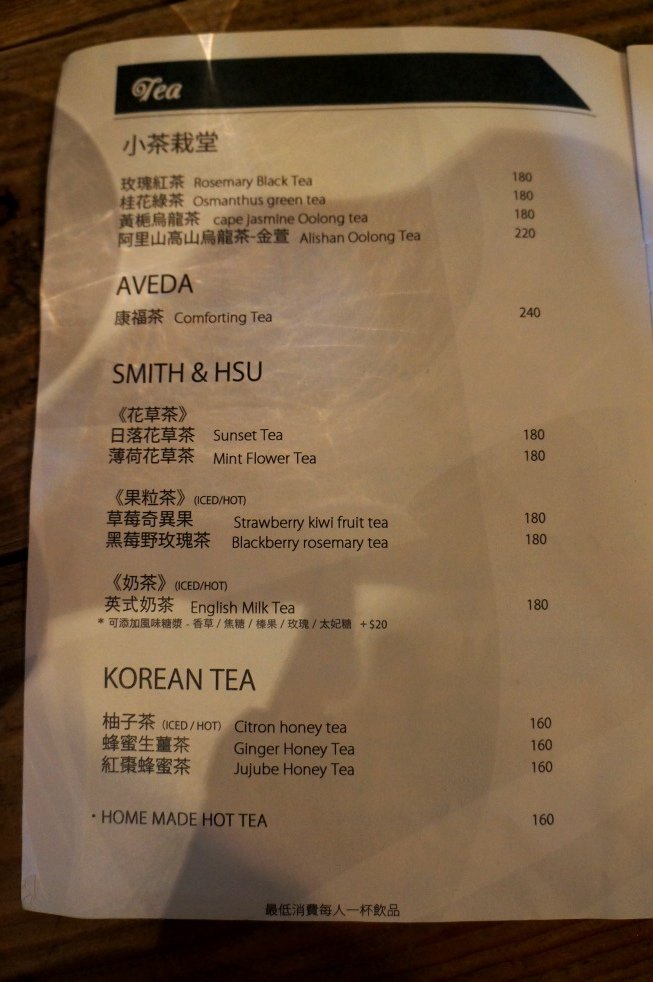 Tea
小茶栽堂
玫瑰紅茶 Rosemary Black Tea 180
桂花綠茶 Osmanthus green tea 180
黃梔烏龍茶 cape jasmine Oolong tea 180
阿里山高山烏龍茶-金萱 Alishan Oolong Tea 220
AVEDA
康福茶 Comforting Tea 240
SMITH & HSU
《花草茶》
日落花草茶 Sunset Tea 180
薄荷花草茶 Mint Flower Tea 180
《果粒茶》(ICED/HOT)
草莓奇異果 Strawberry kiwi fruit tea 180
黑莓野玫瑰茶 Blackberry rosemary tea 180
《奶茶》(ICED/HOT)
英式奶茶 English Milk Tea 180
* 可添加風味糖漿 - 香草 / 焦糖 / 榛果 / 玫瑰 / 太妃糖 +$20
KOREAN TEA
柚子茶 (ICED / HOT) Citron honey tea 160
蜂蜜生薑茶 Ginger Honey Tea 160
紅棗蜂蜜茶 Jujube Honey Tea 160
· HOME MADE HOT TEA 160
最低消費每人一杯飲品